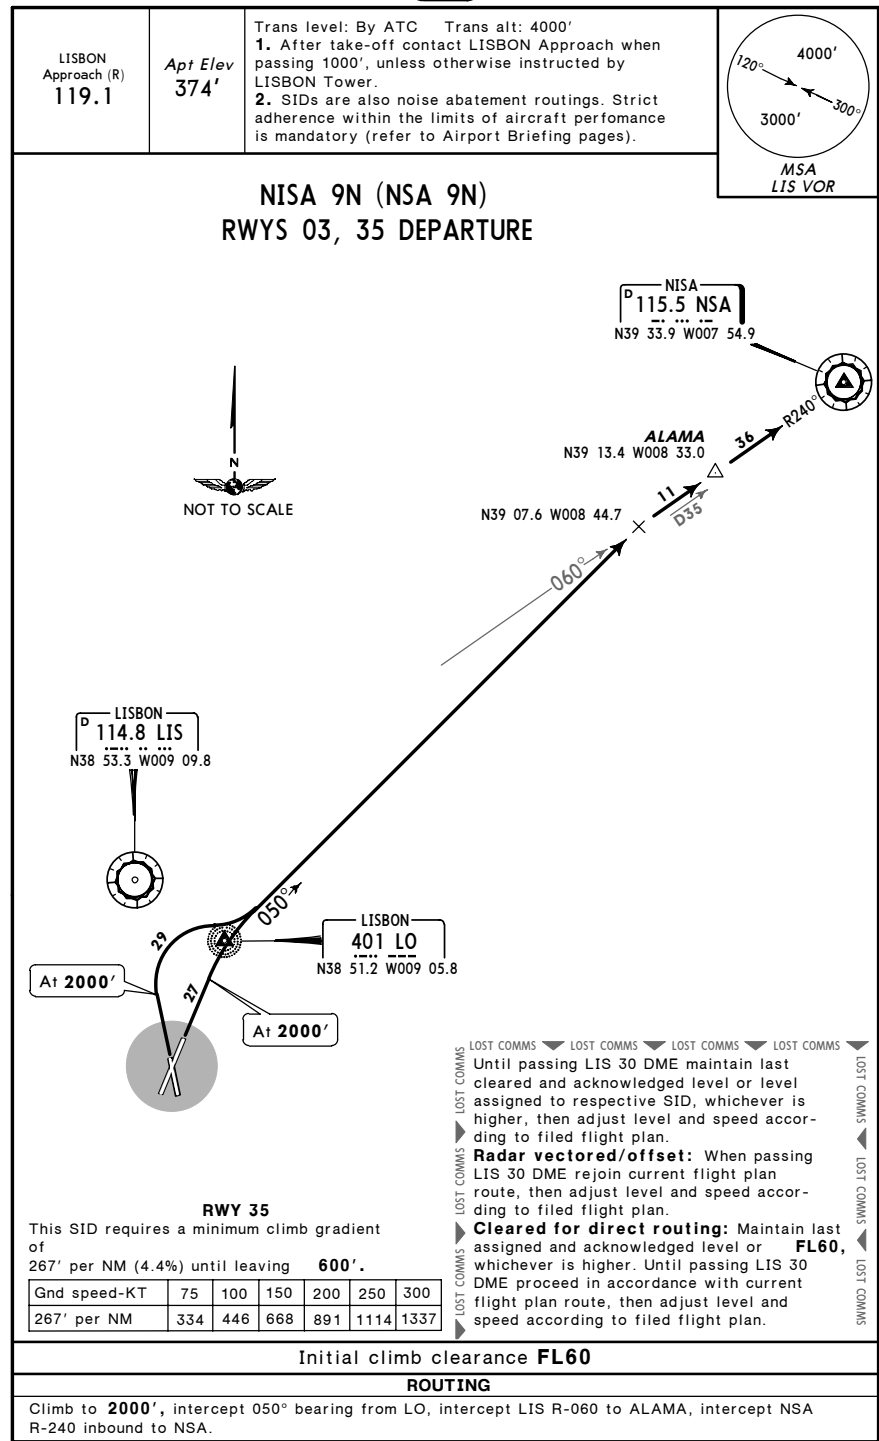 LISBON
Approach (R)
119.1
Apt Elev
374'
Trans level: By ATC Trans alt: 4000'
1. After take-off contact LISBON Approach when
passing 1000', unless otherwise instructed by
LISBON Tower.
2. SIDs are also noise abatement routings. Strict
adherence within the limits of aircraft perfomance
is mandatory (refer to Airport Briefing pages).
120°
4000'
3000'
300°
MSA
LIS VOR
NISA 9N (NSA 9N)
RWYS 03, 35 DEPARTURE
NISA
D 115.5 NSA
N39 33.9 W007 54.9
R240°
36
ALAMA
N39 13.4 W008 33.0
N
NOT TO SCALE
11
D35
N39 07.6 W008 44.7
060°
LISBON
D 114.8 LIS
N38 53.3 W009 09.8
050°
LISBON
401 LO
N38 51.2 W009 05.8
29
27
At 2000'
At 2000'
LOST COMMS LOST COMMS LOST COMMS LOST COMMS
LOST COMMS LOST COMMS LOST COMMS
LOST COMMS LOST COMMS LOST COMMS
Until passing LIS 30 DME maintain last
cleared and acknowledged level or level
assigned to respective SID, whichever is
higher, then adjust level and speed accor-
ding to filed flight plan.
Radar vectored/offset: When passing
LIS 30 DME rejoin current flight plan
route, then adjust level and speed accor-
ding to filed flight plan.
Cleared for direct routing: Maintain last
assigned and acknowledged level or FL60,
whichever is higher. Until passing LIS 30
DME proceed in accordance with current
flight plan route, then adjust level and
speed according to filed flight plan.
RWY 35
This SID requires a minimum climb gradient
of
267' per NM (4.4%) until leaving 600'.
Gnd speed-KT 75 100 150 200 250 300
267' per NM 334 446 668 891 1114 1337
Initial climb clearance FL60
ROUTING
Climb to 2000', intercept 050° bearing from LO, intercept LIS R-060 to ALAMA, intercept NSA
R-240 inbound to NSA.